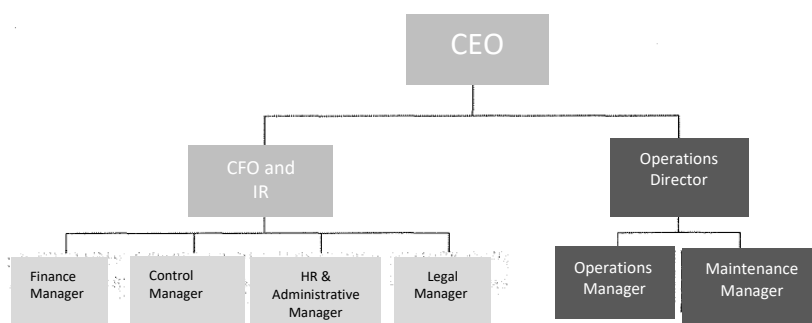 CEO
CFO and
IR
Operations
Director
Finance
Manager
Control
Manager
HR &
Administrative
Manager
Legal
Manager
Operations
Manager
Maintenance
Manager